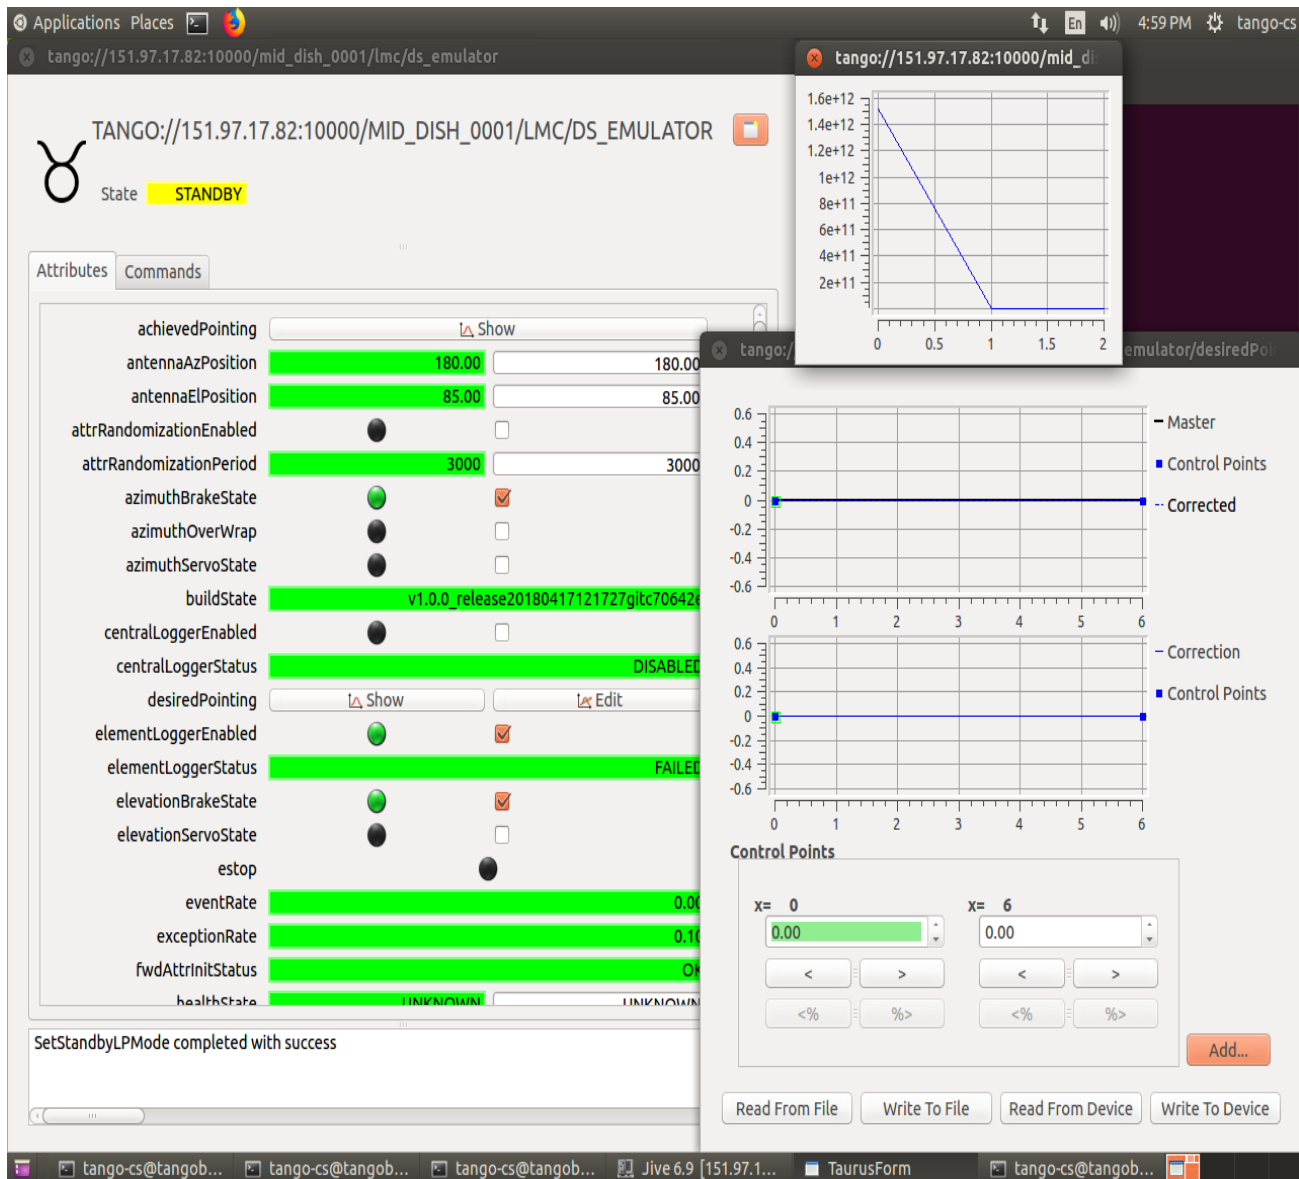 Applications Places En 4:59 PM tango-cs
tango://151.97.17.82:10000/mid_dish_0001/lmc/ds_emulator
TANGO://151.97.17.82:10000/MID_DISH_0001/LMC/DS_EMULATOR
State STANDBY
Attributes Commands
achievedPointing Show
antennaAzPosition 180.00 180.00
antennaElPosition 85.00 85.00
attrRandomizationEnabled
attrRandomizationPeriod 3000 3000
azimuthBrakeState
azimuthOverWrap
azimuthServoState
buildState v1.0.0_release20180417121727gitc70642e
centralLoggerEnabled
centralLoggerStatus DISABLED
desiredPointing Show Edit
elementLoggerEnabled
elementLoggerStatus FAILED
elevationBrakeState
elevationServoState
estop
eventRate 0.00
exceptionRate 0.10
fwdAttrInitStatus OK
healthState UNKNOWN UNKNOWN
SetStandbyLPMode completed with success
tango://151.97.17.82:10000/mid_di
1.6e+12
1.4e+12
1.2e+12
1e+12
8e+11
6e+11
4e+11
2e+11
0 0.5 1 1.5 2
tango:/ emulator/desiredPoi
0.6
0.4
0.2
0
-0.2
-0.4
-0.6
0 1 2 3 4 5 6
Master
Control Points
Corrected
0.6
0.4
0.2
0
-0.2
-0.4
-0.6
0 1 2 3 4 5 6
Correction
Control Points
Control Points
x= 0 x= 6
0.00 0.00
< > < >
<% %> <% %>
Add...
Read From File Write To File Read From Device Write To Device
tango-cs@tangob... tango-cs@tangob... tango-cs@tangob... Jive 6.9 [151.97.1... TaurusForm tango-cs@tangob...